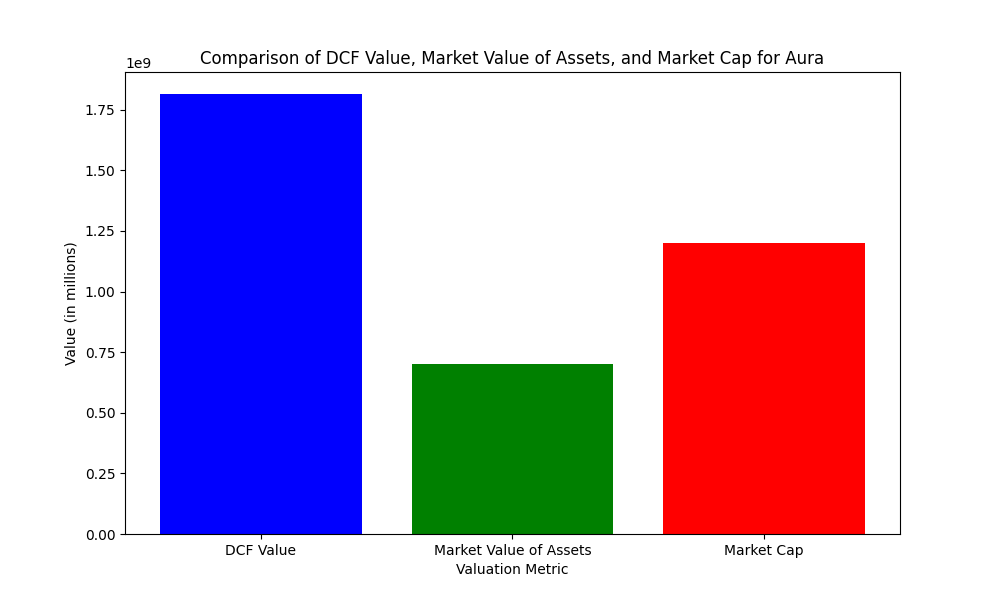 Comparison of DCF Value, Market Value of Assets, and Market Cap for Aura
1e9
1.75
1.50
1.25
1.00
0.75
0.50
0.25
0.00
Value (in millions)
DCF Value
Market Value of Assets
Market Cap
Valuation Metric